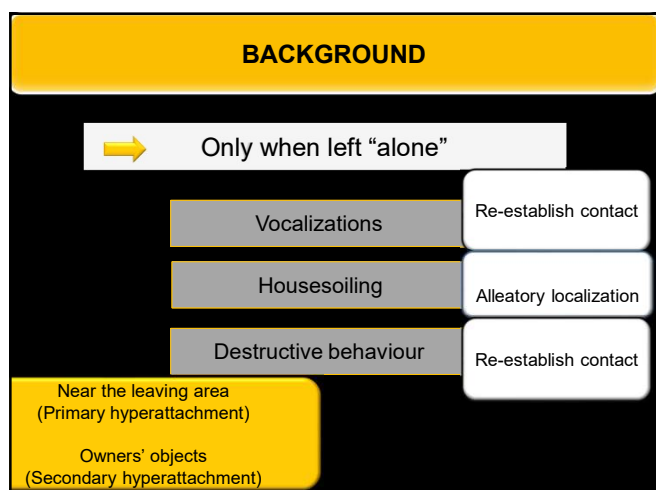 BACKGROUND
Only when left “alone”
Vocalizations
Re-establish contact
Housesoiling
Alleatory localization
Destructive behaviour
Re-establish contact
Near the leaving area
(Primary hyperattachment)
Owners’ objects
(Secondary hyperattachment)